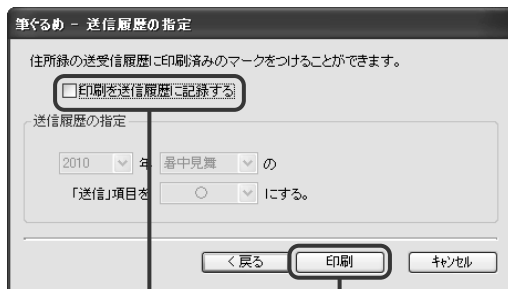 筆ぐるめ - 送信履歴の指定
住所録の送受信履歴に印刷済みのマークをつけることができます。
印刷を送信履歴に記録する
送信履歴の指定
2010 年 暑中見舞 の
「送信」項目を ○ にする。
<戻る 印刷 キャンセル